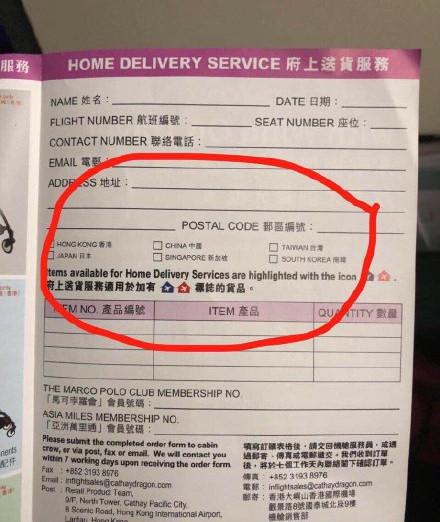 服務
HOME DELIVERY SERVICE 府上送貨服務
NAME 姓名: DATE 日期:
FLIGHT NUMBER 航班編號: SEAT NUMBER 座位:
CONTACT NUMBER 聯絡電話:
EMAIL 電郵:
ADDRESS 地址:
POSTAL CODE 郵區編號:
HONG KONG 香港 CHINA 中國 TAIWAN 台灣
JAPAN 日本 SINGAPORE 新加坡 SOUTH KOREA 南韓
Items available for Home Delivery Services are highlighted with the icon
府上送貨服務適用於加有 標誌的貨品。
ITEM NO. 產品編號 ITEM 產品 QUANTITY 數量
THE MARCO POLO CLUB MEMBERSHIP NO.
「馬可孛羅會」會員號碼:
ASIA MILES MEMBERSHIP NO.
「亞洲萬里通」會員號碼:
Please submit the completed order form to cabin
crew, or via post, fax or email. We will contact you
within 7 working days upon receiving the order form.
Fax : +852 3193 8976
Email : inflightsales@cathaydragon.com
Post : Retail Product Team,
9/F, North Tower, Cathay Pacific City,
8 Scenic Road, Hong Kong International Airport,
Lantau, Hong Kong
填寫訂購表格後,請交回機艙服務員,或透
過郵寄、傳真或電郵遞交。我們收到訂單
後,將於七個工作天內聯絡閣下確認訂單。
傳真:+852 3193 8976
電郵:inflightsales@cathaydragon.com
郵寄:香港大嶼山香港國際機場
觀景路8號國泰城北座9樓
機艙銷售部
nents
配件